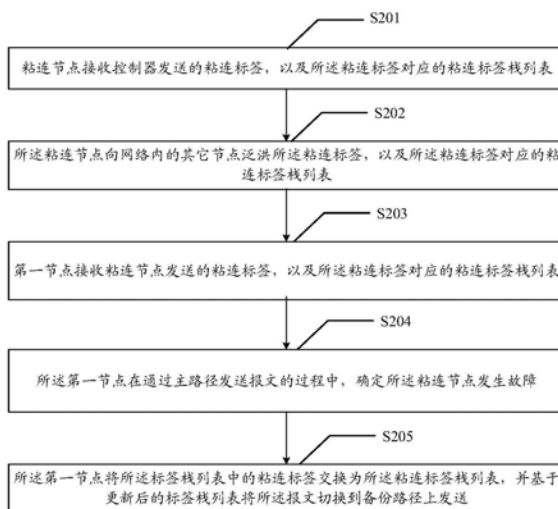 S201
粘连节点接收控制器发送的粘连标签，以及所述粘连标签对应的粘连标签栈列表
S202
所述粘连节点向网络内的其它节点泛洪所述粘连标签，以及所述粘连标签对应的粘
连标签栈列表
S203
第一节点接收粘连节点发送的粘连标签，以及所述粘连标签对应的粘连标签栈列表
S204
所述第一节点在通过主路径发送报文的过程中，确定所述粘连节点发生故障
S205
所述第一节点将所述标签栈列表中的粘连标签交换为所述粘连标签栈列表，并基于
更新后的标签栈列表将所述报文切换到备份路径上发送